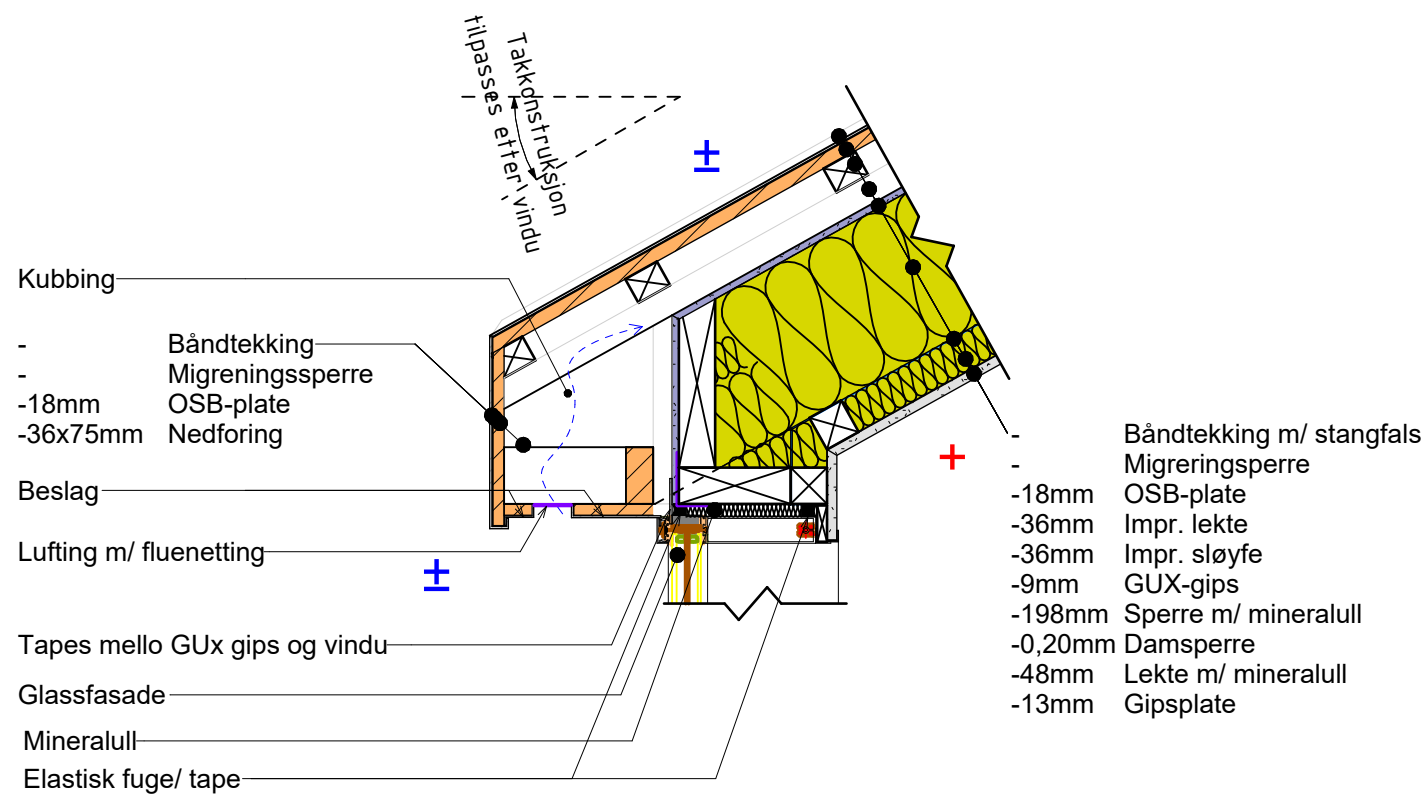 Takkonstruksjon
tilpasses etter vindu
±
Kubbing
- Båndtekking
- Migreningssperre
-18mm OSB-plate
-36x75mm Nedforing
Beslag
Lufting m/ fluenetting
±
Tapes mello GUx gips og vindu
Glassfasade
Mineralull
Elastisk fuge/ tape
+
- Båndtekking m/ stangfals
- Migreringsperre
-18mm OSB-plate
-36mm Impr. lekte
-36mm Impr. sløyfe
-9mm GUX-gips
-198mm Sperre m/ mineralull
-0,20mm Damsperre
-48mm Lekte m/ mineralull
-13mm Gipsplate